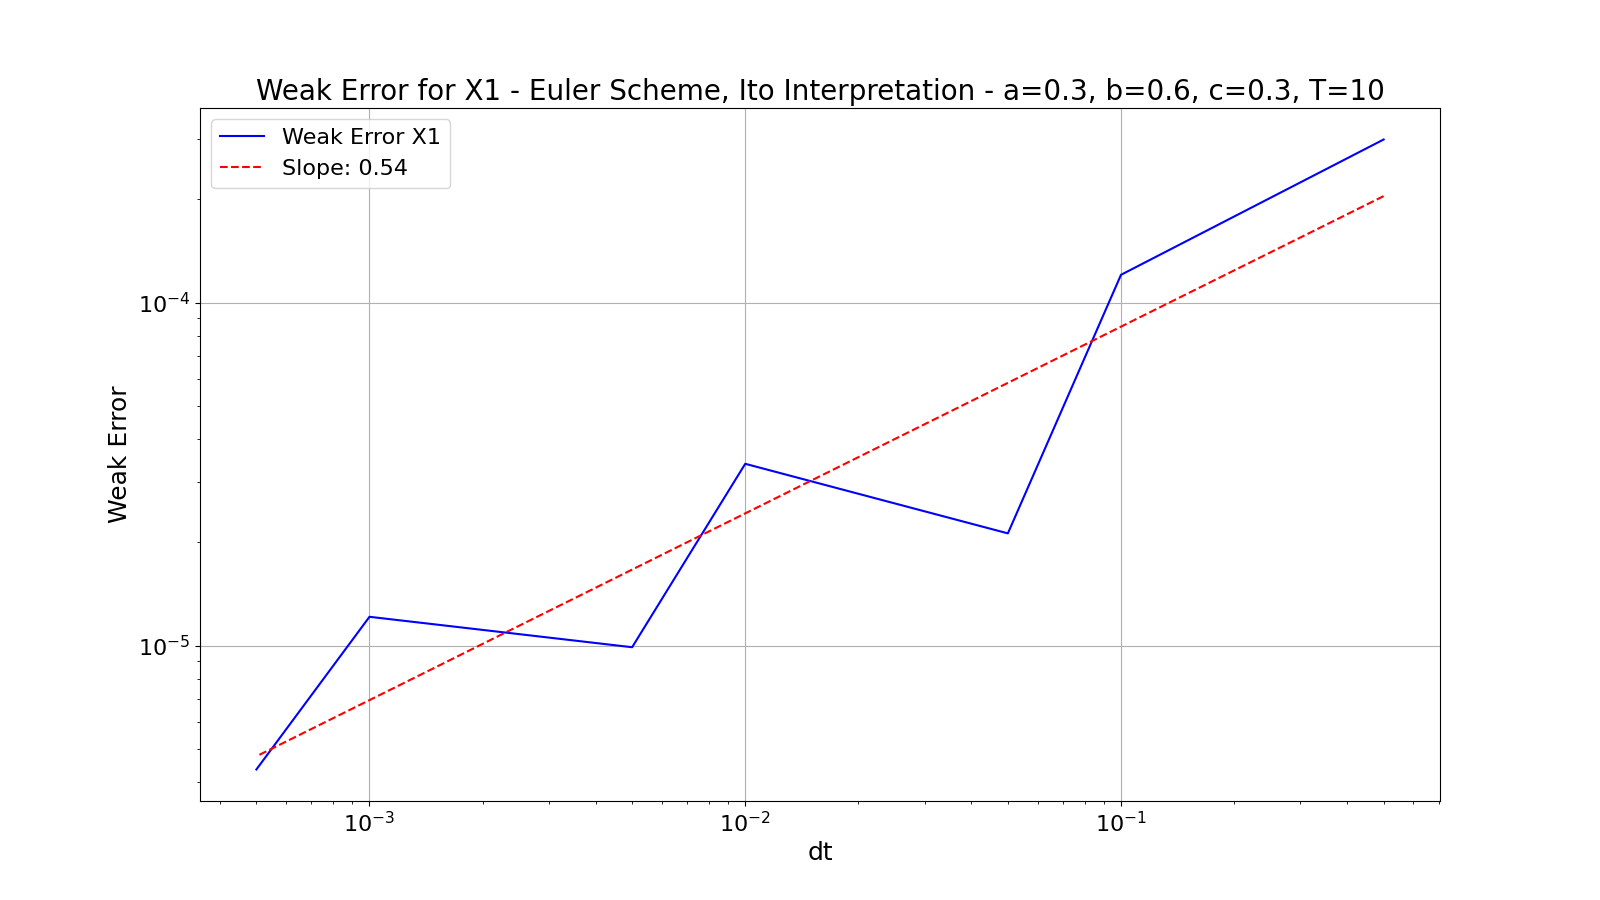 Weak Error for X1 - Euler Scheme, Ito Interpretation - a=0.3, b=0.6, c=0.3, T=10
Weak Error X1
Slope: 0.54
10⁻⁴
10⁻⁵
Weak Error
10⁻³
10⁻²
10⁻¹
dt